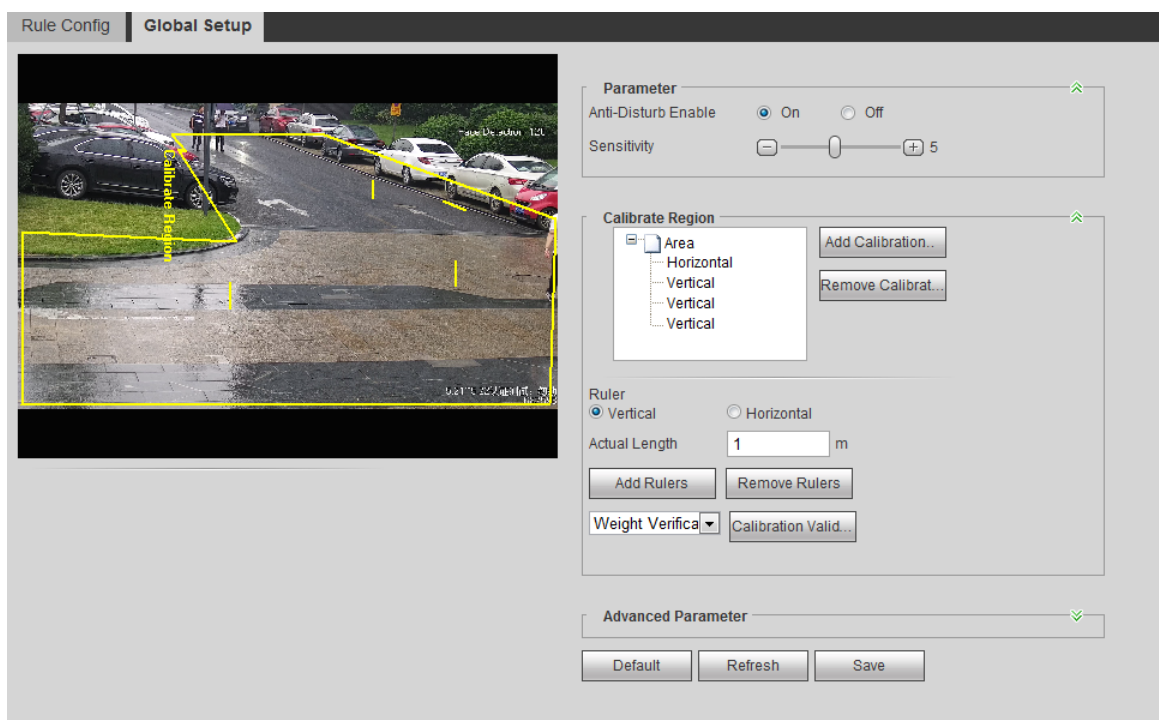 Rule Config
Global Setup
Calibrate Region
Parameter
Anti-Disturb Enable On Off
Sensitivity 5
Calibrate Region
Area
Horizontal
Vertical
Vertical
Vertical
Add Calibration..
Remove Calibrat...
Ruler
Vertical Horizontal
Actual Length 1 m
Add Rulers Remove Rulers
Weight Verifica Calibration Valid...
Advanced Parameter
Default Refresh Save